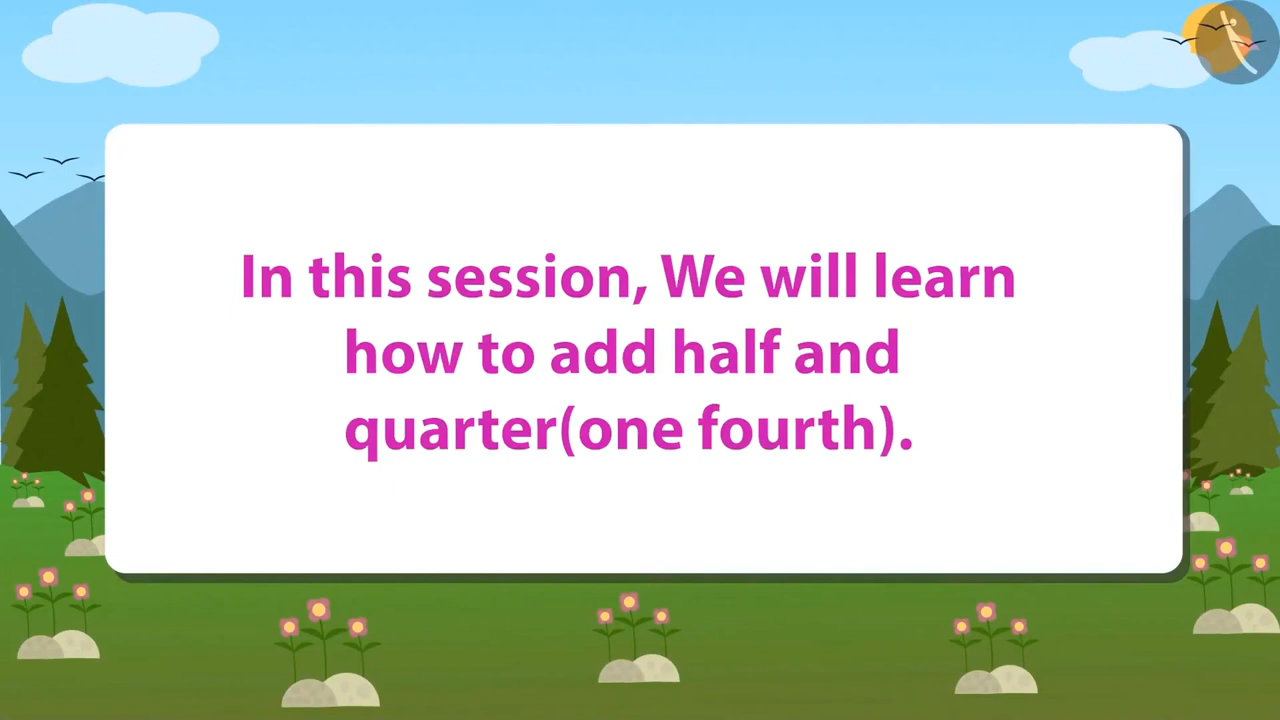 In this session, We will learn
how to add half and
quarter(one fourth).